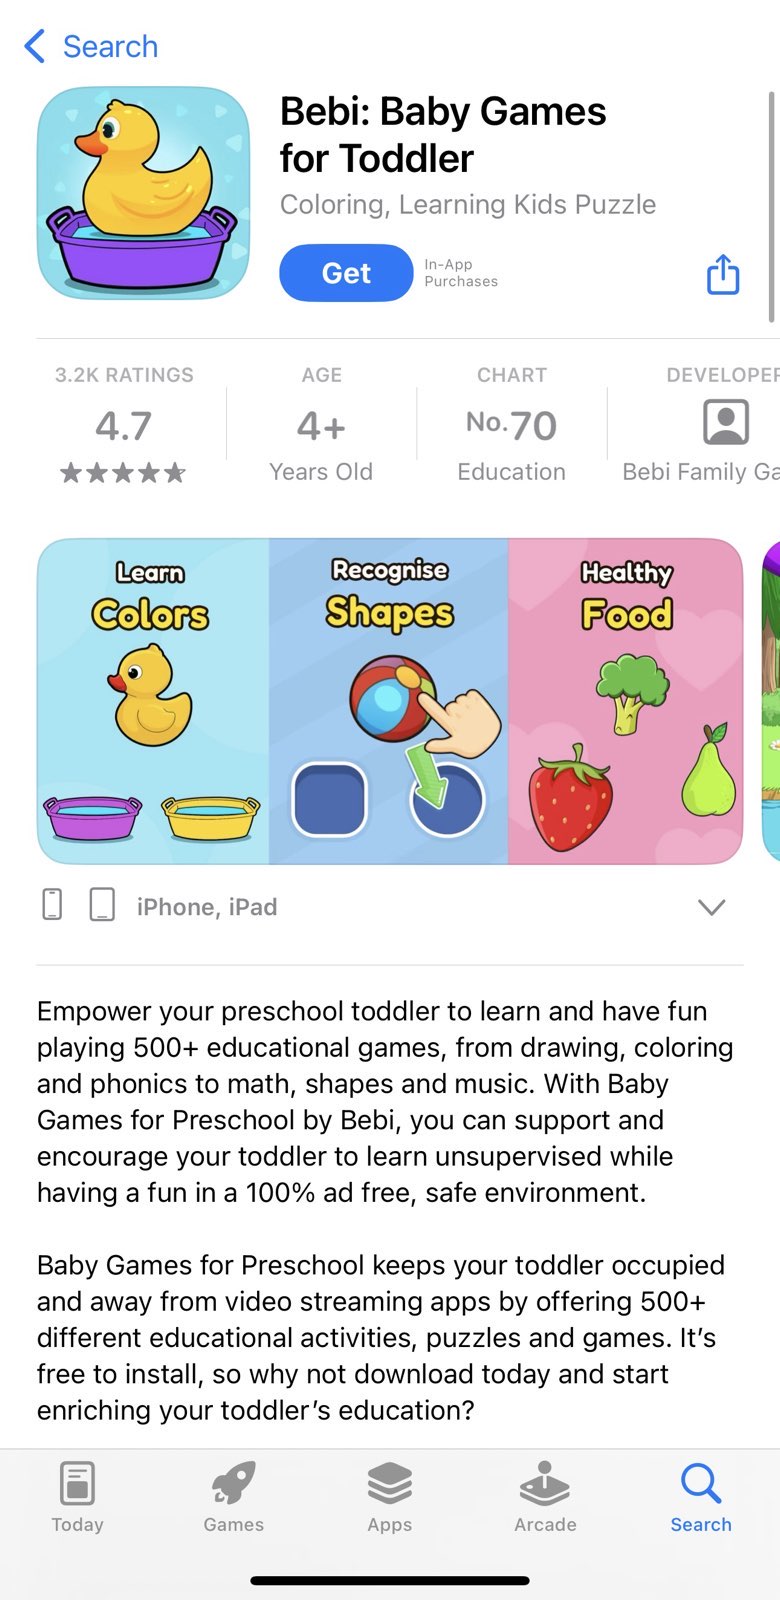 Search
Bebi: Baby Games
for Toddler
Coloring, Learning Kids Puzzle
Get
In-App
Purchases
3.2K RATINGS
4.7
AGE
4+
Years Old
CHART
No.70
Education
DEVELOPER
Bebi Family Ga
Learn
Colors
Recognise
Shapes
Healthy
Food
iPhone, iPad
Empower your preschool toddler to learn and have fun
playing 500+ educational games, from drawing, coloring
and phonics to math, shapes and music. With Baby
Games for Preschool by Bebi, you can support and
encourage your toddler to learn unsupervised while
having a fun in a 100% ad free, safe environment.
Baby Games for Preschool keeps your toddler occupied
and away from video streaming apps by offering 500+
different educational activities, puzzles and games. It’s
free to install, so why not download today and start
enriching your toddler’s education?
Today
Games
Apps
Arcade
Search